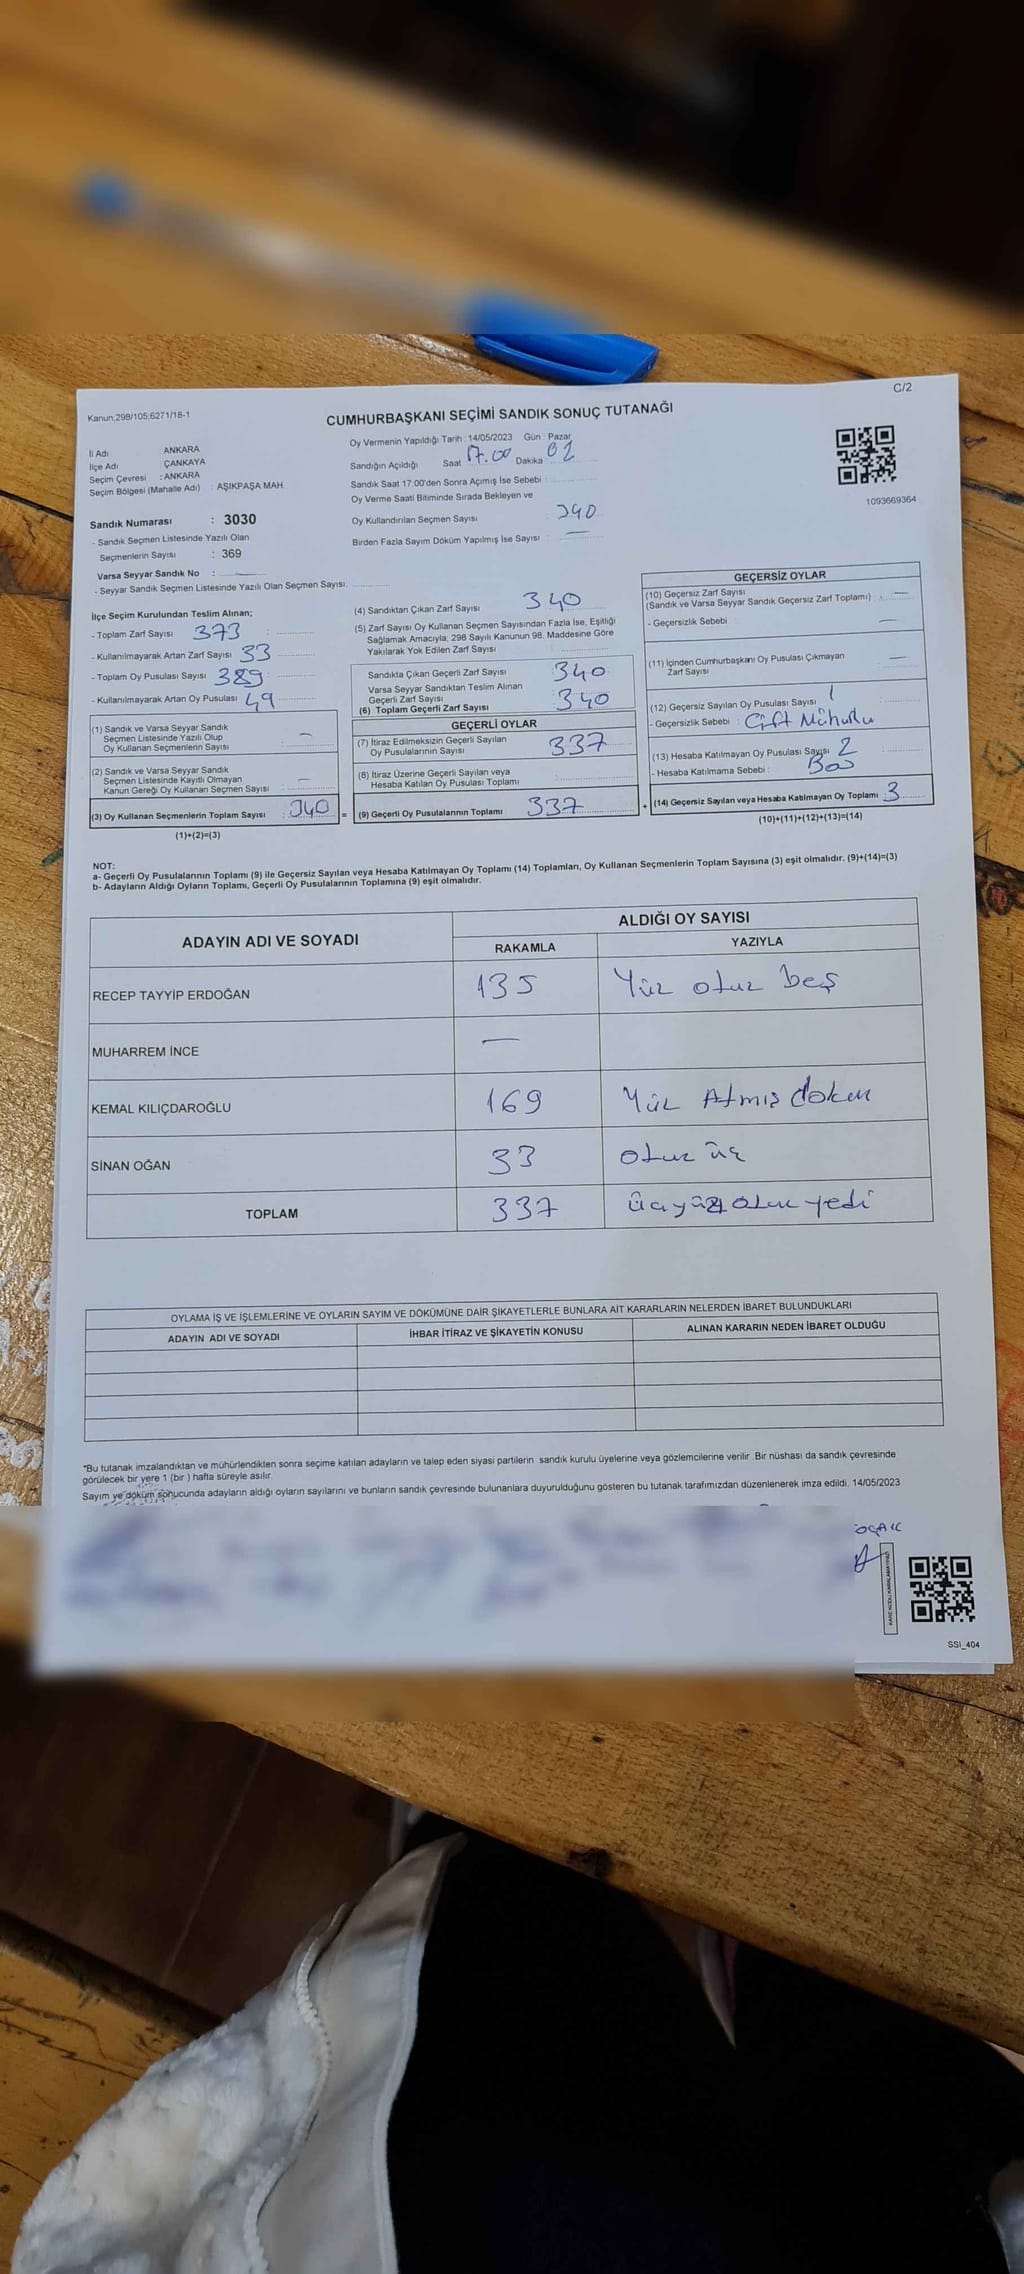 C/2
Kanun,298/105,6271/18-1
CUMHURBAŞKANI SEÇİMİ SANDIK SONUÇ TUTANAĞI
İli Adı : ANKARA
İlçe Adı : ÇANKAYA
Seçim Çevresi : ANKARA
Seçim Bölgesi (Mahalle Adı) : AŞIKPAŞA MAH.
Sandık Numarası : 3030
- Sandık Seçmen Listesinde Yazılı Olan
Seçmenlerin Sayısı : 369
Varsa Seyyar Sandık No :
- Seyyar Sandık Seçmen Listesinde Yazılı Olan Seçmen Sayısı:
Oy Vermenin Yapıldığı Tarih : 14/05/2023 Gün : Pazar
Sandığın Açıldığı Saat 17.00 Dakika 02
Sandık Saat 17:00'den Sonra Açımış İse Sebebi :
Oy Verme Saati Bitiminde Sırada Bekleyen ve
Oy Kullandırılan Seçmen Sayısı : 340
Birden Fazla Sayım Döküm Yapılmış İse Sayısı : —
1093669364
İlçe Seçim Kurulundan Teslim Alınan;
- Toplam Zarf Sayısı 373
- Kullanılmayarak Artan Zarf Sayısı 33
- Toplam Oy Pusulası Sayısı 389
- Kullanılmayarak Artan Oy Pusulası 49
(1) Sandık ve Varsa Seyyar Sandık
Seçmen Listesinde Yazılı Olup
Oy Kullanan Seçmenlerin Sayısı : —
(2) Sandık ve Varsa Seyyar Sandık
Seçmen Listesinde Kayıtlı Olmayan
Kanun Gereği Oy Kullanan Seçmen Sayısı : —
(3) Oy Kullanan Seçmenlerin Toplam Sayısı : 340 =
(1)+(2)=(3)
(4) Sandıktan Çıkan Zarf Sayısı 340
(5) Zarf Sayısı Oy Kullanan Seçmen Sayısından Fazla İse, Eşitliği
Sağlamak Amacıyla; 298 Sayılı Kanunun 98. Maddesine Göre
Yakılarak Yok Edilen Zarf Sayısı
Sandıkta Çıkan Geçerli Zarf Sayısı 340
Varsa Seyyar Sandıktan Teslim Alınan
Geçerli Zarf Sayısı
(6) Toplam Geçerli Zarf Sayısı 340
GEÇERLİ OYLAR
(7) İtiraz Edilmeksizin Geçerli Sayılan
Oy Pusulalarının Sayısı 337
(8) İtiraz Üzerine Geçerli Sayılan veya
Hesaba Katılan Oy Pusulası Toplamı
(9) Geçerli Oy Pusulalarının Toplamı 337 +
GEÇERSİZ OYLAR
(10) Geçersiz Zarf Sayısı
(Sandık ve Varsa Seyyar Sandık Geçersiz Zarf Toplamı) : —
- Geçersizlik Sebebi : —
(11) İçinden Cumhurbaşkanı Oy Pusulası Çıkmayan
Zarf Sayısı : —
(12) Geçersiz Sayılan Oy Pusulası Sayısı 1
- Geçersizlik Sebebi : Çift Mühürlü
(13) Hesaba Katılmayan Oy Pusulası Sayısı 2
- Hesaba Katılmama Sebebi : Boş
(14) Geçersiz Sayılan veya Hesaba Katılmayan Oy Toplamı 3
(10)+(11)+(12)+(13)=(14)
NOT:
a- Geçerli Oy Pusulalarının Toplamı (9) ile Geçersiz Sayılan veya Hesaba Katılmayan Oy Toplamı (14) Toplamları, Oy Kullanan Seçmenlerin Toplam Sayısına (3) eşit olmalıdır. (9)+(14)=(3)
b- Adayların Aldığı Oyların Toplamı, Geçerli Oy Pusulalarının Toplamına (9) eşit olmalıdır.
ADAYIN ADI VE SOYADI
ALDIĞI OY SAYISI
RAKAMLA YAZIYLA
RECEP TAYYİP ERDOĞAN 135 Yüz otuz beş
MUHARREM İNCE —
KEMAL KILIÇDAROĞLU 169 Yüz Atmış dokuz
SİNAN OĞAN 33 otuz üç
TOPLAM 337 üçyüz otuz yedi
OYLAMA İŞ VE İŞLEMLERİNE VE OYLARIN SAYIM VE DÖKÜMÜNE DAİR ŞİKAYETLERLE BUNLARA AİT KARARLARIN NELERDEN İBARET BULUNDUKLARI
ADAYIN ADI VE SOYADI İHBAR İTİRAZ VE ŞİKAYETİN KONUSU ALINAN KARARIN NEDEN İBARET OLDUĞU
*Bu tutanak imzalandıktan ve mühürlendikten sonra seçime katılan adayların ve talep eden siyasi partilerin sandık kurulu üyelerine veya gözlemcilerine verilir. Bir nüshası da sandık çevresinde
görülecek bir yere 1 (bir ) hafta süreyle asılır.
Sayım ve döküm sonucunda adayların aldığı oyların sayılarını ve bunların sandık çevresinde bulunanlara duyurulduğunu gösteren bu tutanak tarafımızdan düzenlenerek imza edildi. 14/05/2023
KARE KODU KARALAMAYINIZ!
SSI_404